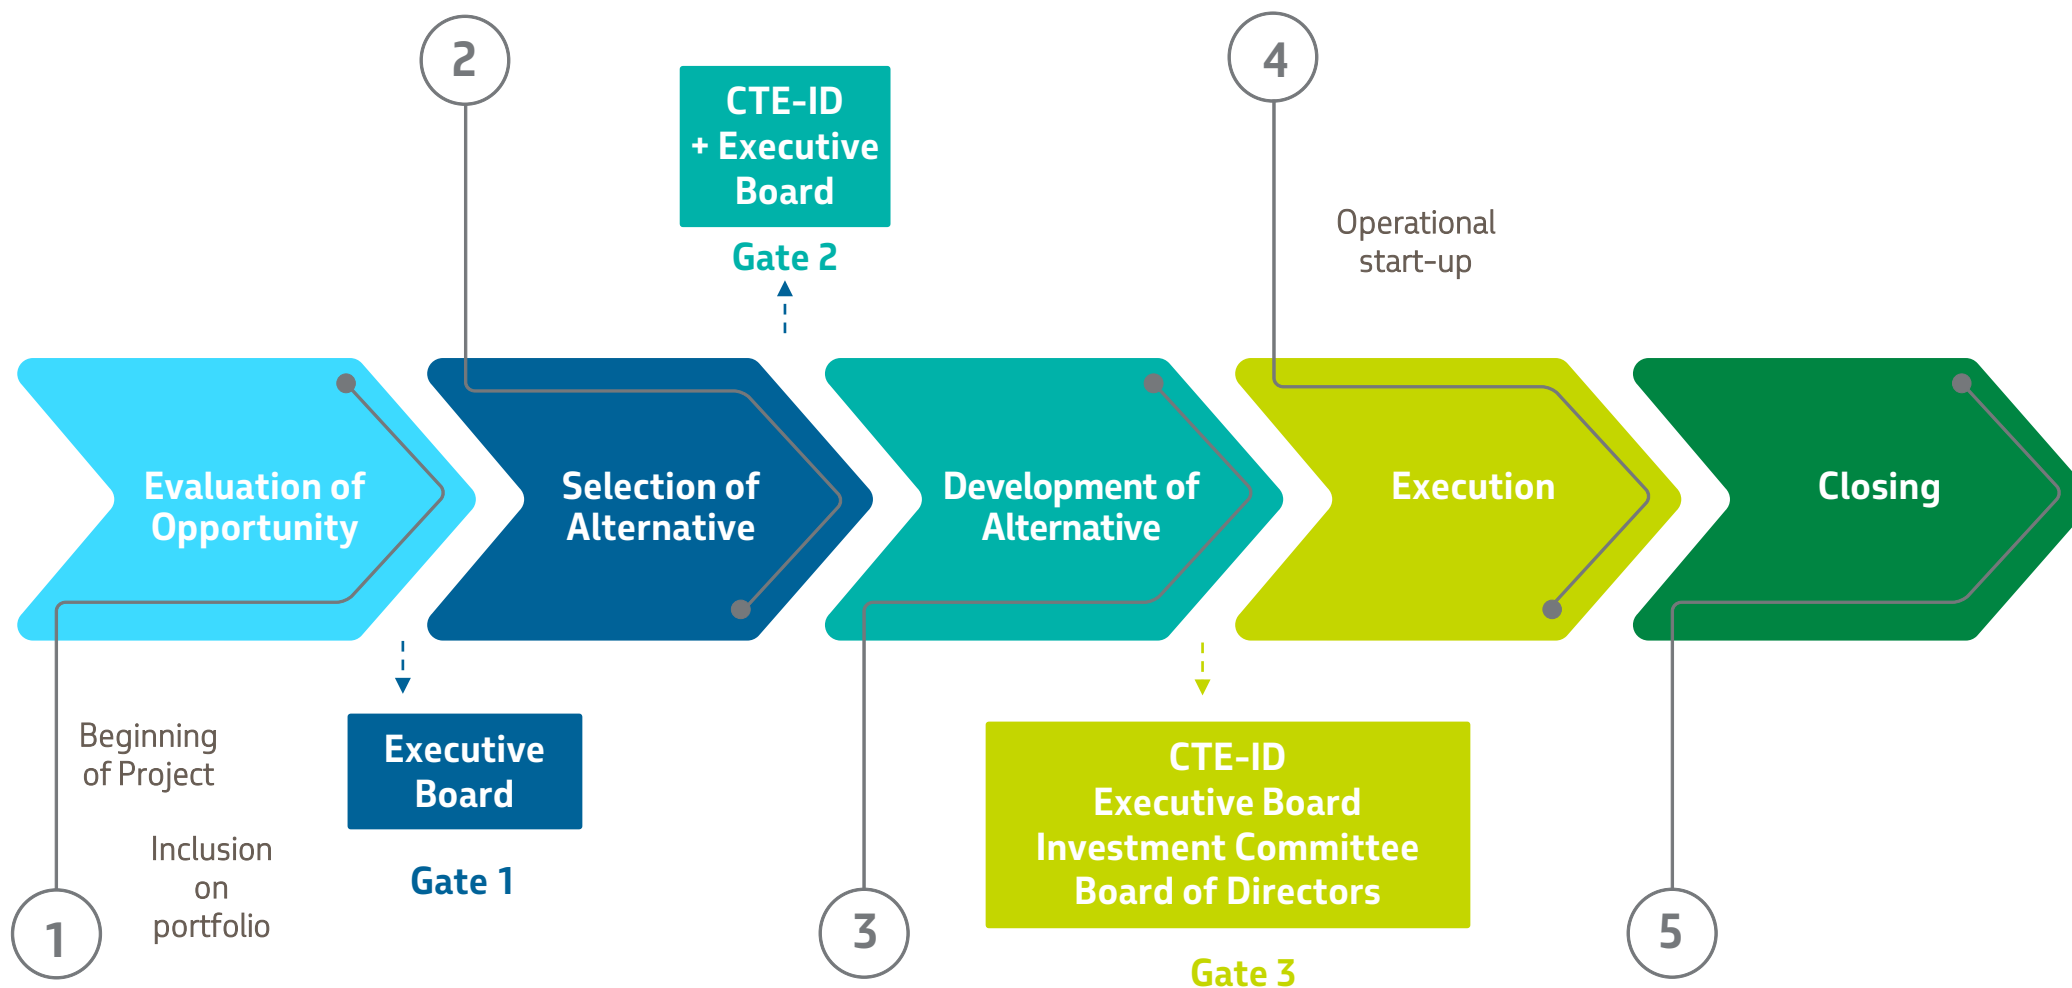 2
4
CTE-ID
+ Executive
Board
Gate 2
Operational
start-up
Evaluation of
Opportunity
Selection of
Alternative
Development of
Alternative
Execution
Closing
Beginning
of Project
Inclusion
on
portfolio
1
Executive
Board
Gate 1
3
CTE-ID
Executive Board
Investment Committee
Board of Directors
Gate 3
5